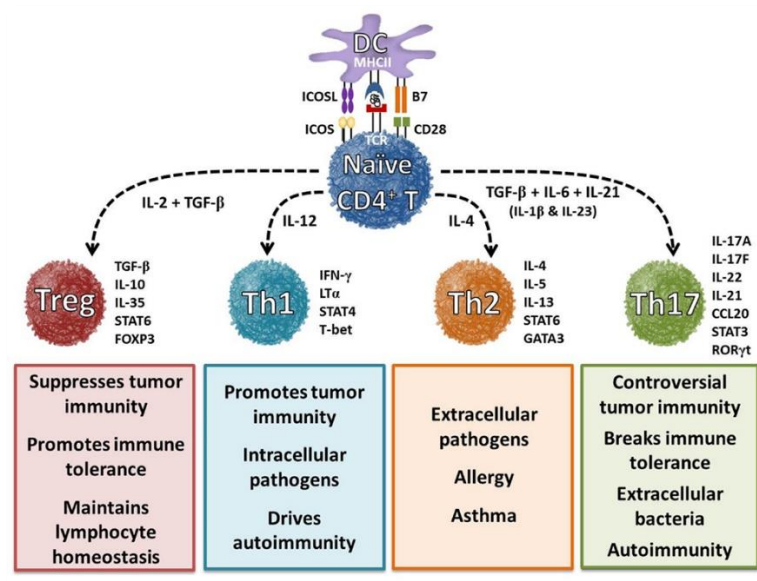 DC
MHCII
ICOSL
B7
ICOS
CD28
TCR
Naïve
CD4⁺ T
IL-2 + TGF-β
IL-12
IL-4
TGF-β + IL-6 + IL-21
(IL-1β & IL-23)
Treg
TGF-β
IL-10
IL-35
STAT6
FOXP3
Th1
IFN-γ
LTα
STAT4
T-bet
Th2
IL-4
IL-5
IL-13
STAT6
GATA3
Th17
IL-17A
IL-17F
IL-22
IL-21
CCL20
STAT3
RORγt
Suppresses tumor
immunity
Promotes immune
tolerance
Maintains
lymphocyte
homeostasis
Promotes tumor
immunity
Intracellular
pathogens
Drives
autoimmunity
Extracellular
pathogens
Allergy
Asthma
Controversial
tumor immunity
Breaks immune
tolerance
Extracellular
bacteria
Autoimmunity